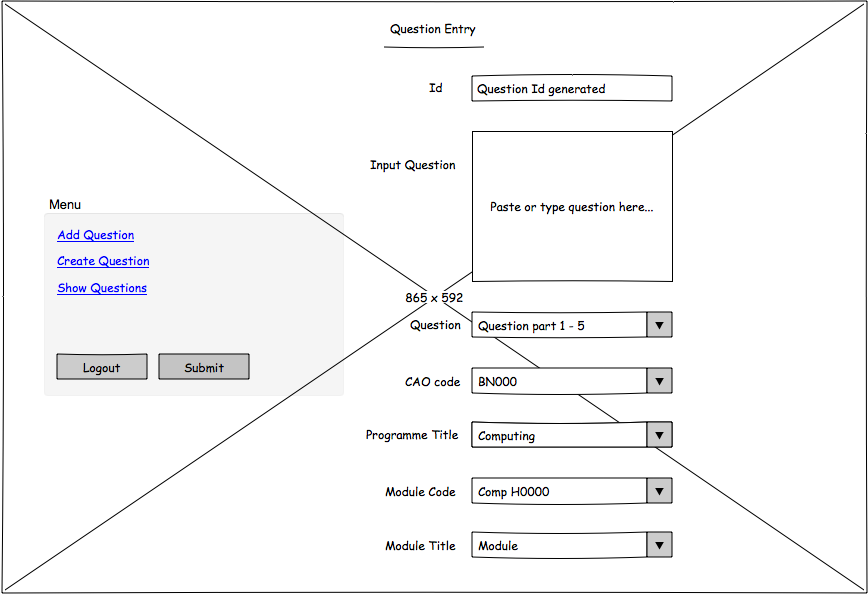 Question Entry
Id
Question Id generated
Input Question
Paste or type question here...
Menu
Add Question
Create Question
Show Questions
Logout
Submit
865 x 592
Question
Question part 1 - 5
CAO code
BN000
Programme Title
Computing
Module Code
Comp H0000
Module Title
Module